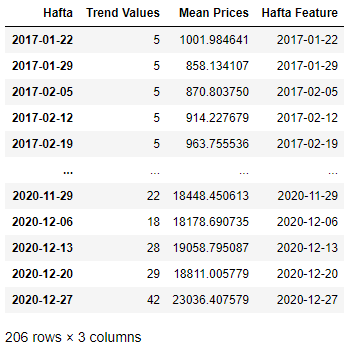 Hafta Trend Values Mean Prices Hafta Feature
2017-01-22 5 1001.984641 2017-01-22
2017-01-29 5 858.134107 2017-01-29
2017-02-05 5 870.803750 2017-02-05
2017-02-12 5 914.227679 2017-02-12
2017-02-19 5 963.755536 2017-02-19
... ... ... ...
2020-11-29 22 18448.450613 2020-11-29
2020-12-06 18 18178.690735 2020-12-06
2020-12-13 28 19058.795087 2020-12-13
2020-12-20 29 18811.005779 2020-12-20
2020-12-27 42 23036.407579 2020-12-27
206 rows × 3 columns